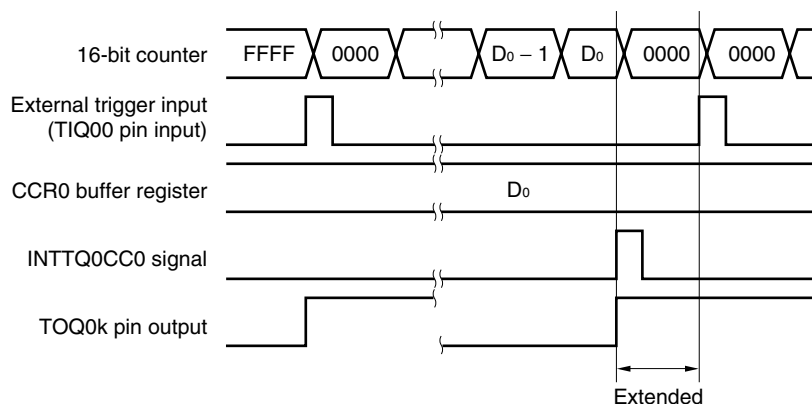 16-bit counter FFFF 0000 D₀ − 1 D₀ 0000 0000
External trigger input
(TIQ00 pin input)
CCR0 buffer register D₀
INTTQ0CC0 signal
TOQ0k pin output
Extended